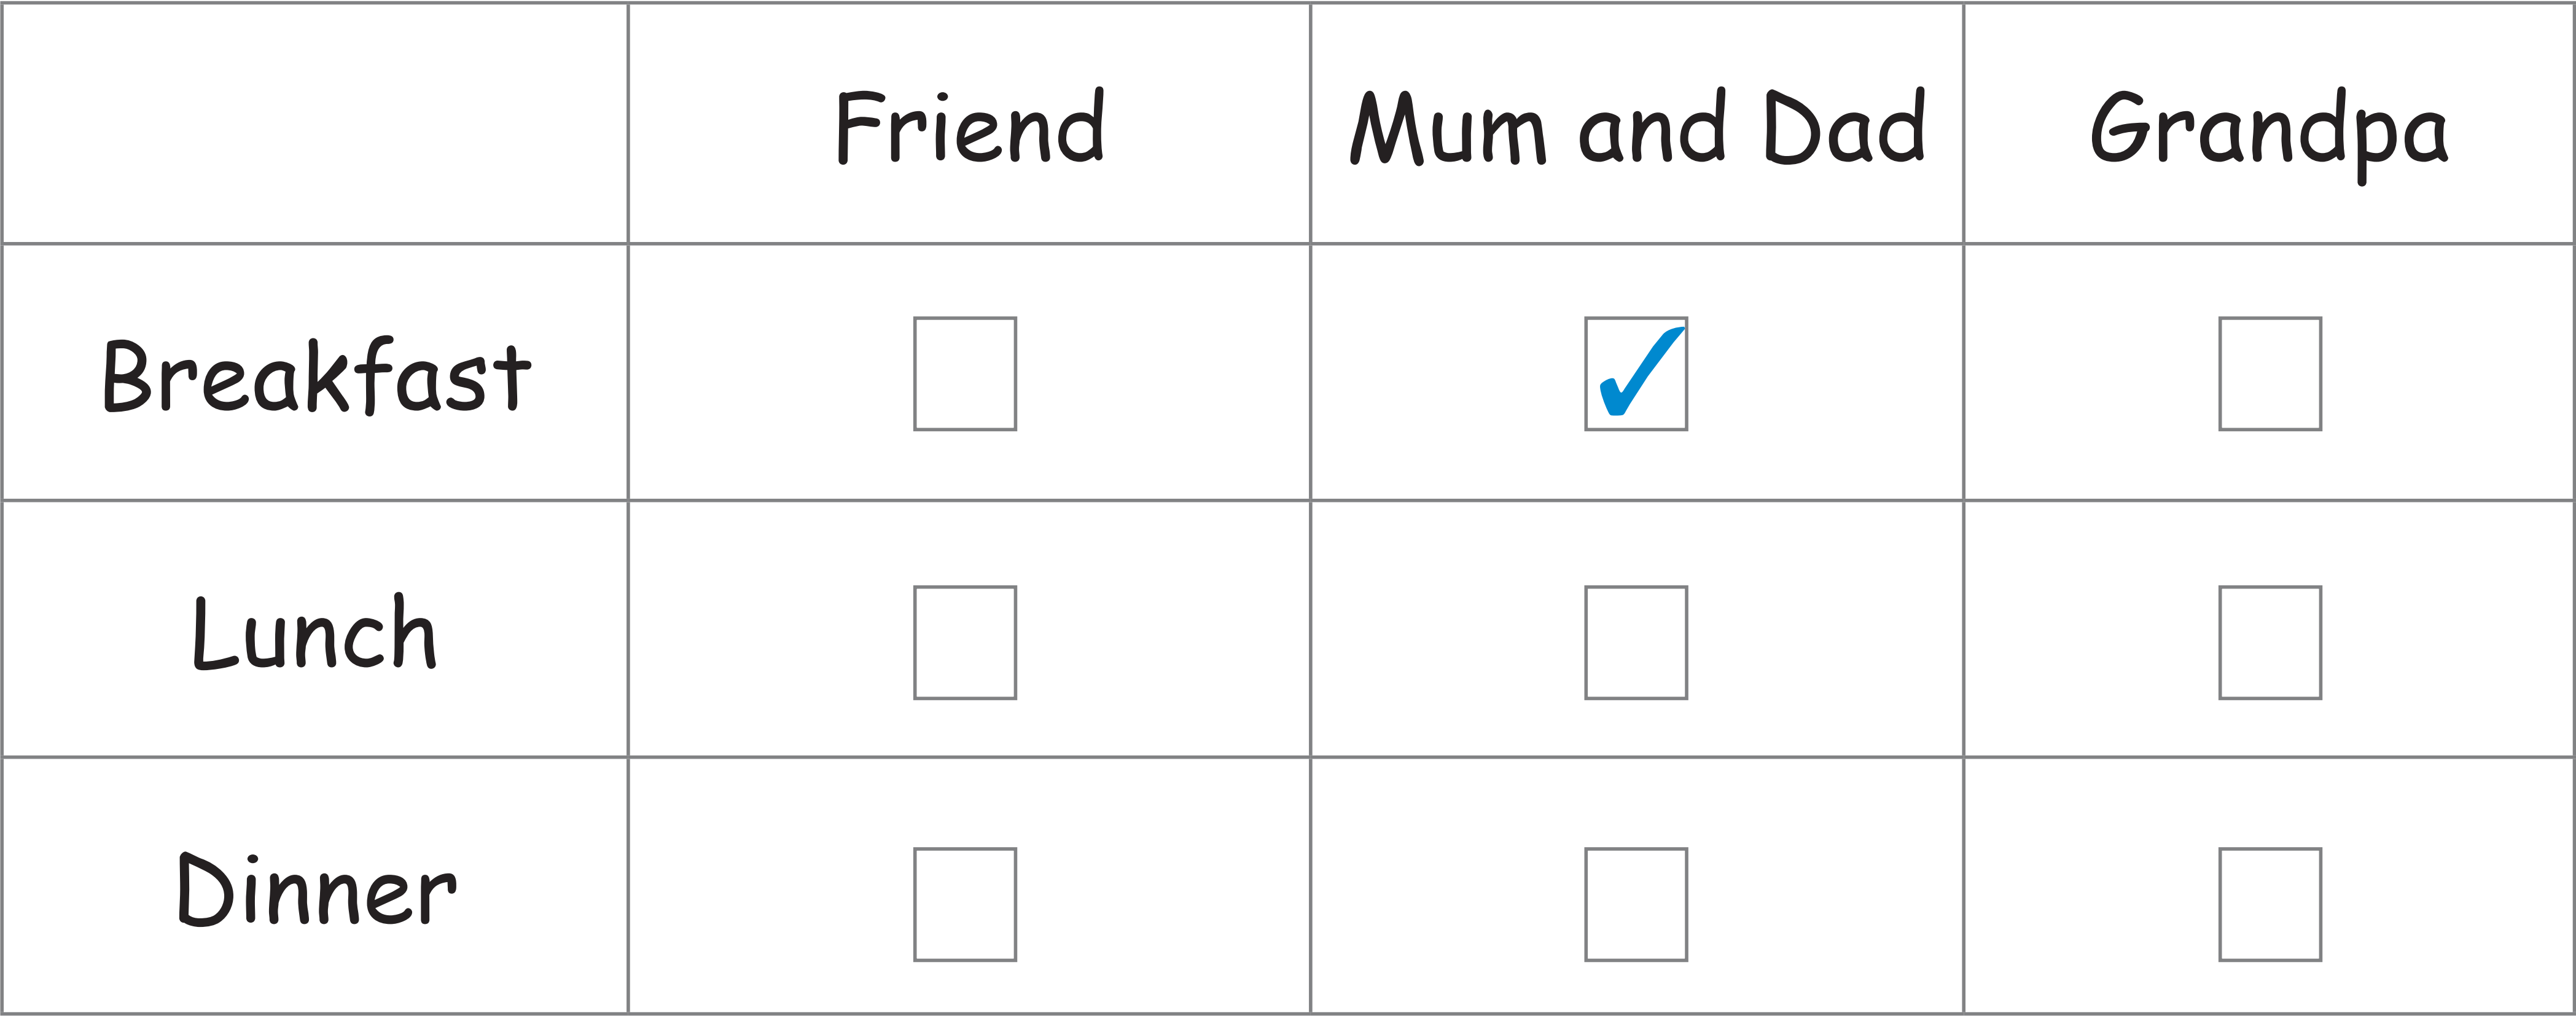 Friend Mum and Dad Grandpa
Breakfast ✓
Lunch
Dinner